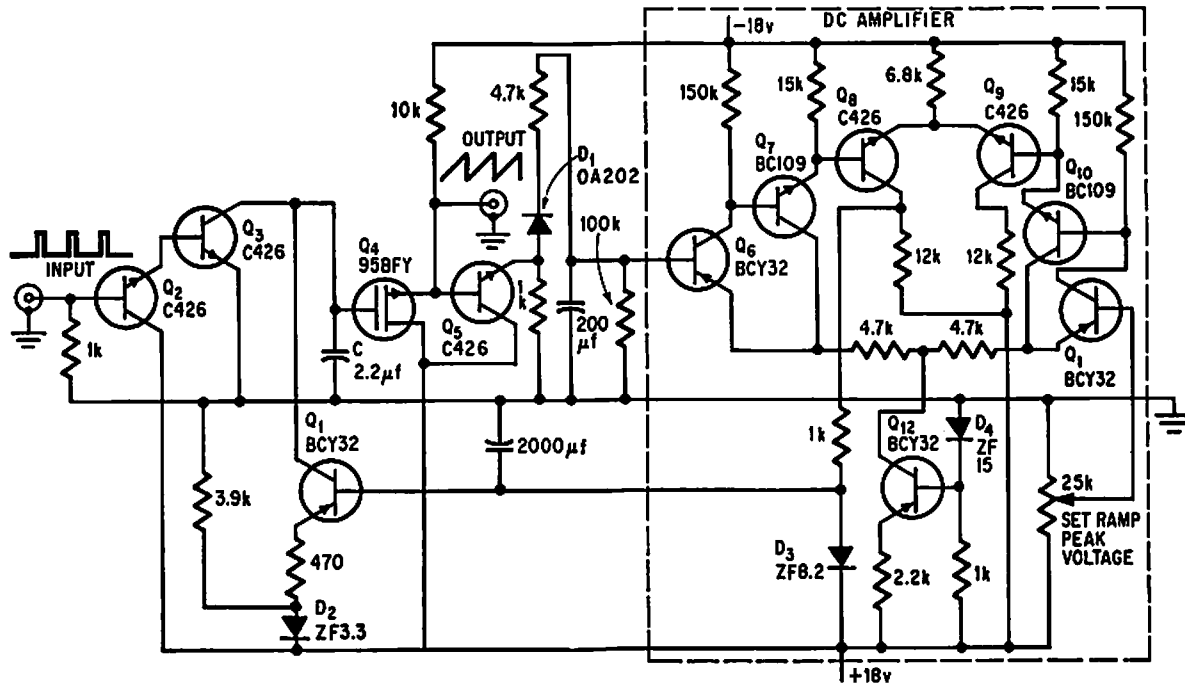 DC AMPLIFIER
-18v
6.8k
4.7k
150k
15k
Q8
C426
Q9
C426
15k
150k
10k
OUTPUT
D1
OA202
Q7
BC109
Q10
BC109
Q3
C426
INPUT
Q2
C426
Q4
95BFY
100k
Q6
BCY32
12k
12k
1k
C
2.2µf
Q5
C426
1k
200
µf
4.7k
4.7k
Q1
BCY32
Q1
BCY32
2000µf
1k
Q12
BCY32
D4
ZF
15
3.9k
25k
SET RAMP
PEAK
VOLTAGE
470
D3
ZF8.2
2.2k
1k
D2
ZF3.3
+18v